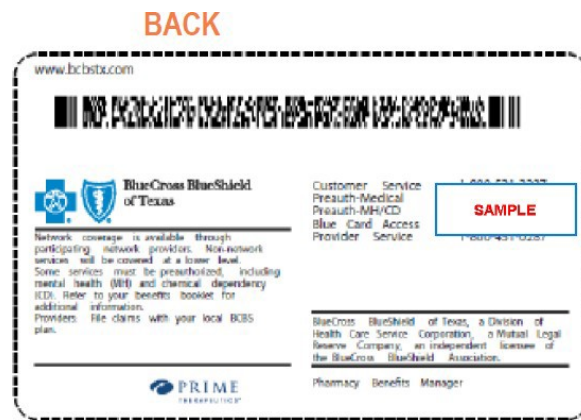 BACK
www.bcbstx.com
BlueCross BlueShield
of Texas
Network coverage is available through
participating network providers. Non-network
services will be covered at a lower level.
Some services must be preauthorized, including
mental health (MH) and chemical dependency
(CD). Refer to your benefits booklet for
additional information.
Providers: File claims with your local BCBS
plan.
PRIME
THERAPEUTICS
Customer Service
Preauth-Medical
Preauth-MH/CD
Blue Card Access
Provider Service
SAMPLE
BlueCross BlueShield of Texas, a Division of
Health Care Service Corporation, a Mutual Legal
Reserve Company, an independent licensee of
the BlueCross BlueShield Association.
Pharmacy Benefits Manager